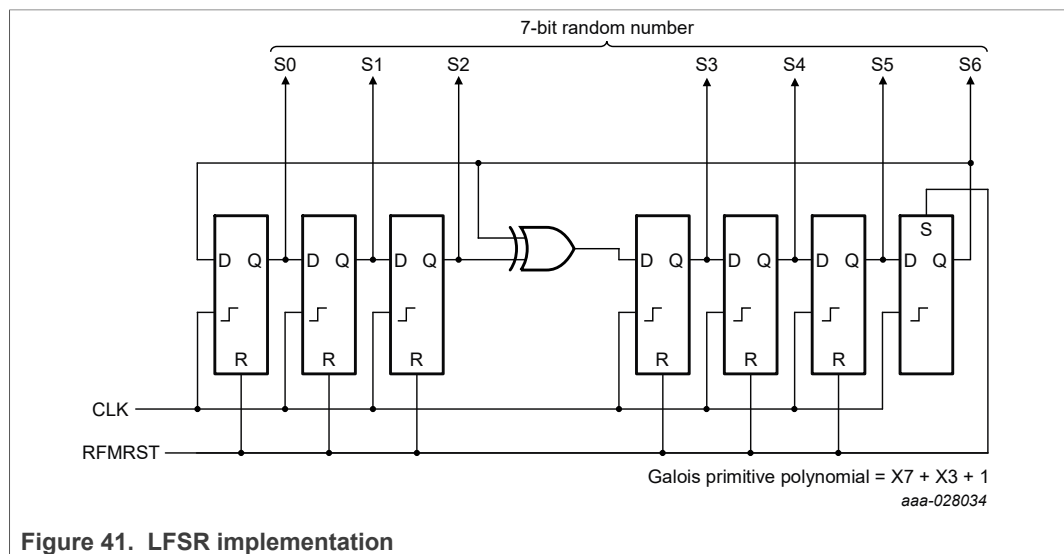 7-bit random number
S0 S1 S2 S3 S4 S5 S6
S
D Q D Q D Q D Q D Q D Q D Q
R R R R R R
CLK
RFMRST
Galois primitive polynomial = X7 + X3 + 1
aaa-028034
Figure 41. LFSR implementation